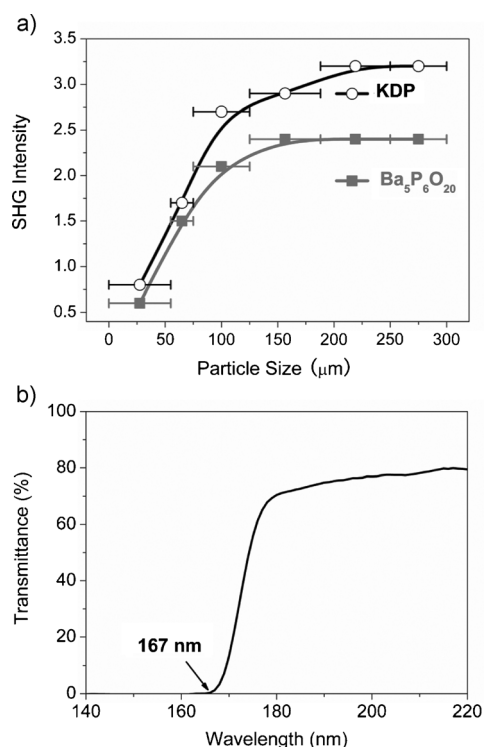 a)
3.5
3.0
2.5
2.0
1.5
1.0
0.5
SHG Intensity
KDP
Ba₅P₆O₂₀
0 50 100 150 200 250 300
Particle Size (μm)
b)
100
80
60
40
20
0
Transmittance (%)
167 nm
140 160 180 200 220
Wavelength (nm)